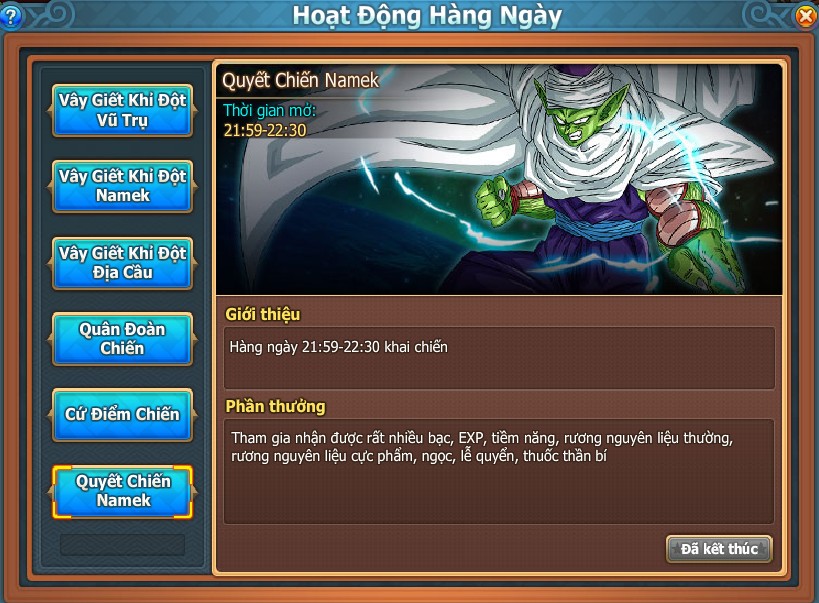 Hoạt Động Hàng Ngày
Vây Giết Khỉ Đột
Vũ Trụ
Vây Giết Khỉ Đột
Namek
Vây Giết Khỉ Đột
Địa Cầu
Quân Đoàn
Chiến
Cứ Điểm Chiến
Quyết Chiến
Namek
Quyết Chiến Namek
Thời gian mở:
21:59-22:30
Giới thiệu
Hàng ngày 21:59-22:30 khai chiến
Phần thưởng
Tham gia nhận được rất nhiều bạc, EXP, tiềm năng, rương nguyên liệu thường,
rương nguyên liệu cực phẩm, ngọc, lễ quyển, thuốc thần bí
Đã kết thúc